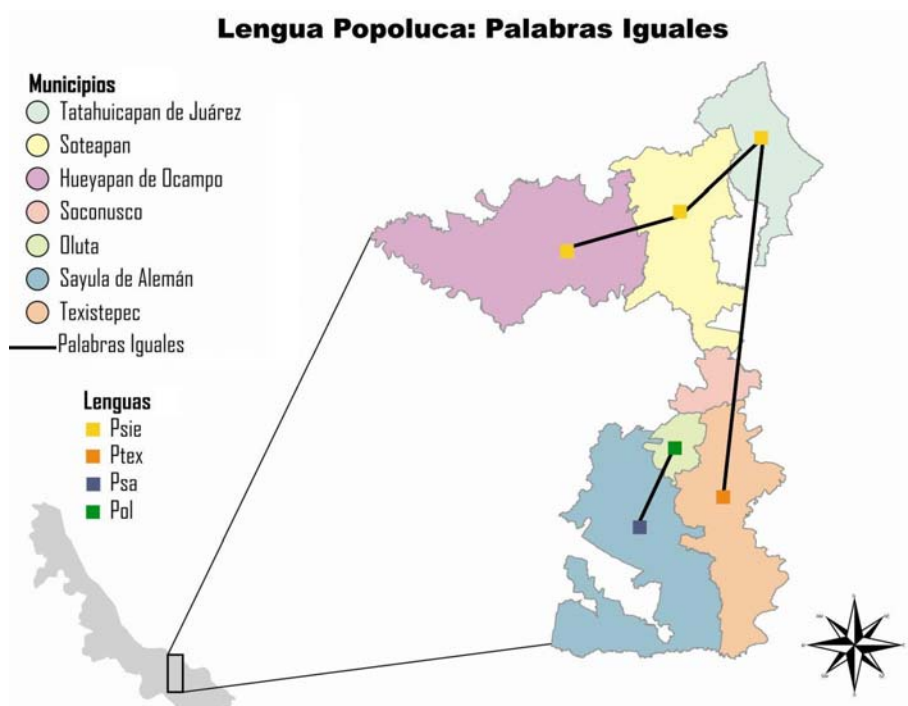 Lengua Popoluca: Palabras Iguales
Municipios
Tatahuicapan de Juárez
Soteapan
Hueyapan de Ocampo
Soconusco
Oluta
Sayula de Alemán
Texistepec
Palabras Iguales
Lenguas
Psie
Ptex
Psa
Pol